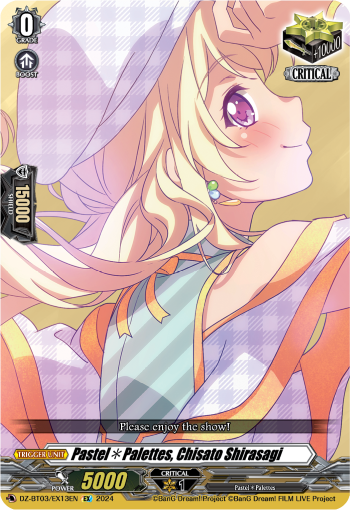 0
GRADE
BOOST
+10000
CRITICAL
15000
SHIELD
Please enjoy the show!
TRIGGER UNIT
Pastel＊Palettes, Chisato Shirasagi
POWER 5000
CRITICAL
1
Pastel＊Palettes
DZ-BT03/EX13EN EX 2024 ©BanG Dream! Project ©BanG Dream! FILM LIVE Project